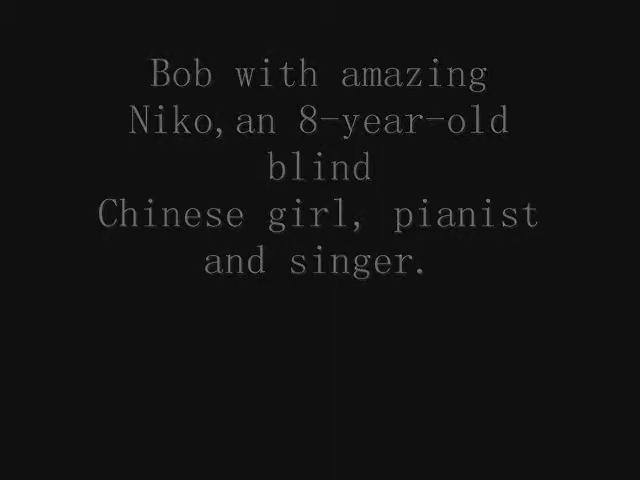 Bob with amazing
Niko,an 8-year-old
blind
Chinese girl, pianist
and singer.